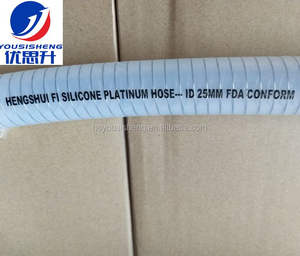 YOUSISHENG
优思升
HENGSHUI FI SILICONE PLATINUM HOSE--- ID 25MM FDA CONFORM